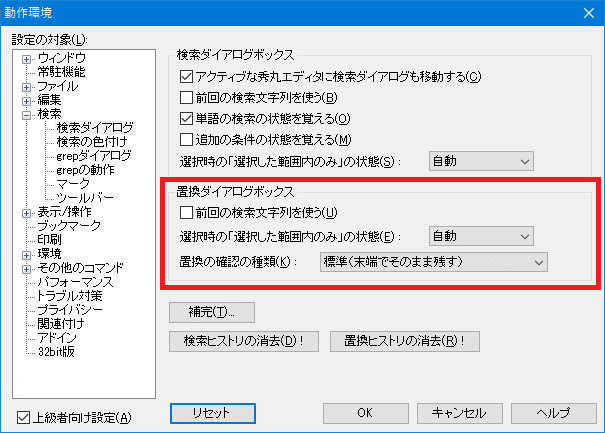 動作環境
設定の対象(L):
ウィンドウ
常駐機能
ファイル
編集
検索
検索ダイアログ
検索の色付け
grepダイアログ
grepの動作
マーク
ツールバー
表示/操作
ブックマーク
印刷
環境
その他のコマンド
パフォーマンス
トラブル対策
プライバシー
関連付け
アドイン
32bit版
上級者向け設定(A)
検索ダイアログボックス
アクティブな秀丸エディタに検索ダイアログも移動する(C)
前回の検索文字列を使う(B)
単語の検索の状態を覚える(O)
追加の条件の状態を覚える(M)
選択時の「選択した範囲内のみ」の状態(S): 自動
置換ダイアログボックス
前回の検索文字列を使う(U)
選択時の「選択した範囲内のみ」の状態(E): 自動
置換の確認の種類(K): 標準(末端でそのまま残す)
補完(T)...
検索ヒストリの消去(D)! 置換ヒストリの消去(R)!
リセット OK キャンセル ヘルプ